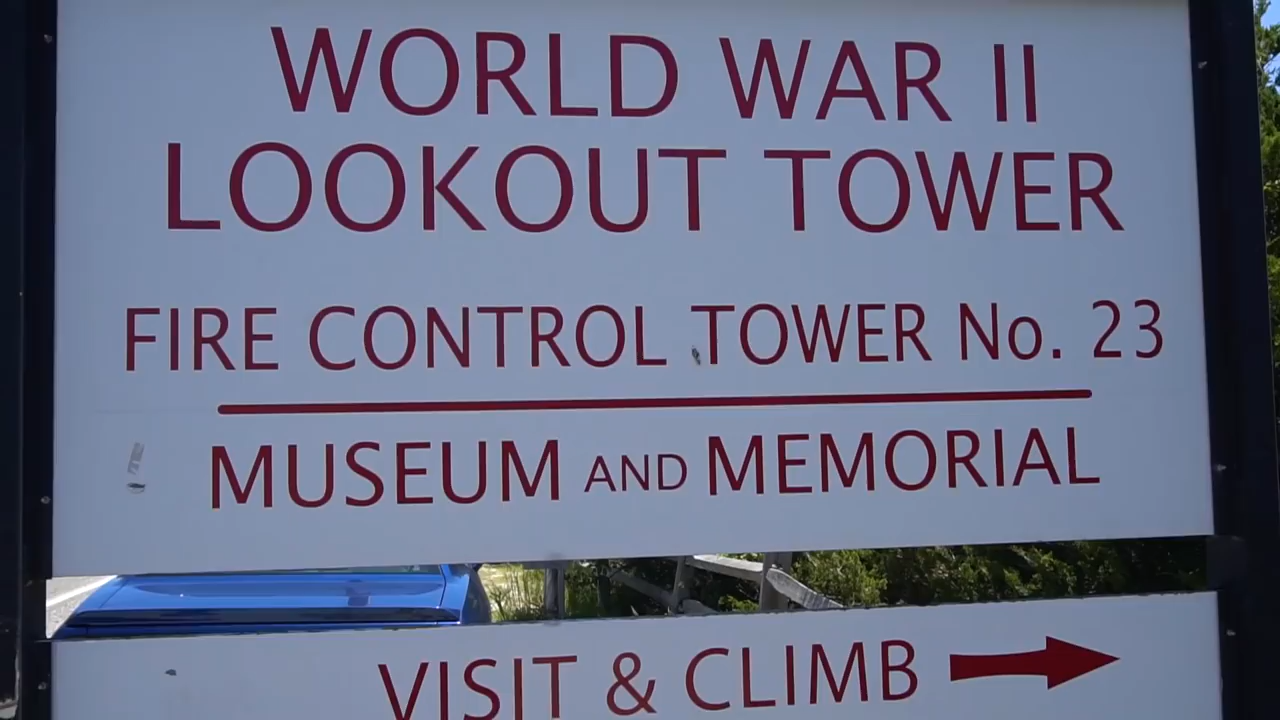 WORLD WAR II
LOOKOUT TOWER
FIRE CONTROL TOWER No. 23
MUSEUM AND MEMORIAL
VISIT & CLIMB